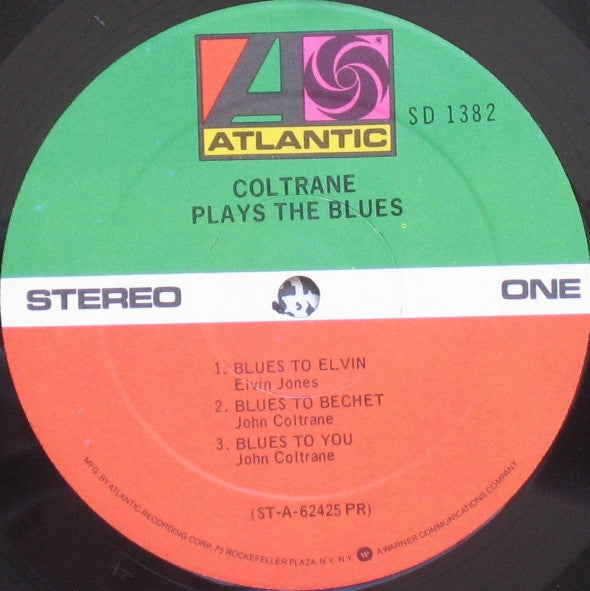 ATLANTIC
SD 1382
COLTRANE
PLAYS THE BLUES
STEREO
ONE
1. BLUES TO ELVIN
Elvin Jones
2. BLUES TO BECHET
John Coltrane
3. BLUES TO YOU
John Coltrane
(ST-A-62425 PR)
MFG. BY ATLANTIC RECORDING CORP. 75 ROCKEFELLER PLAZA, N.Y. N.Y. W A WARNER COMMUNICATIONS COMPANY